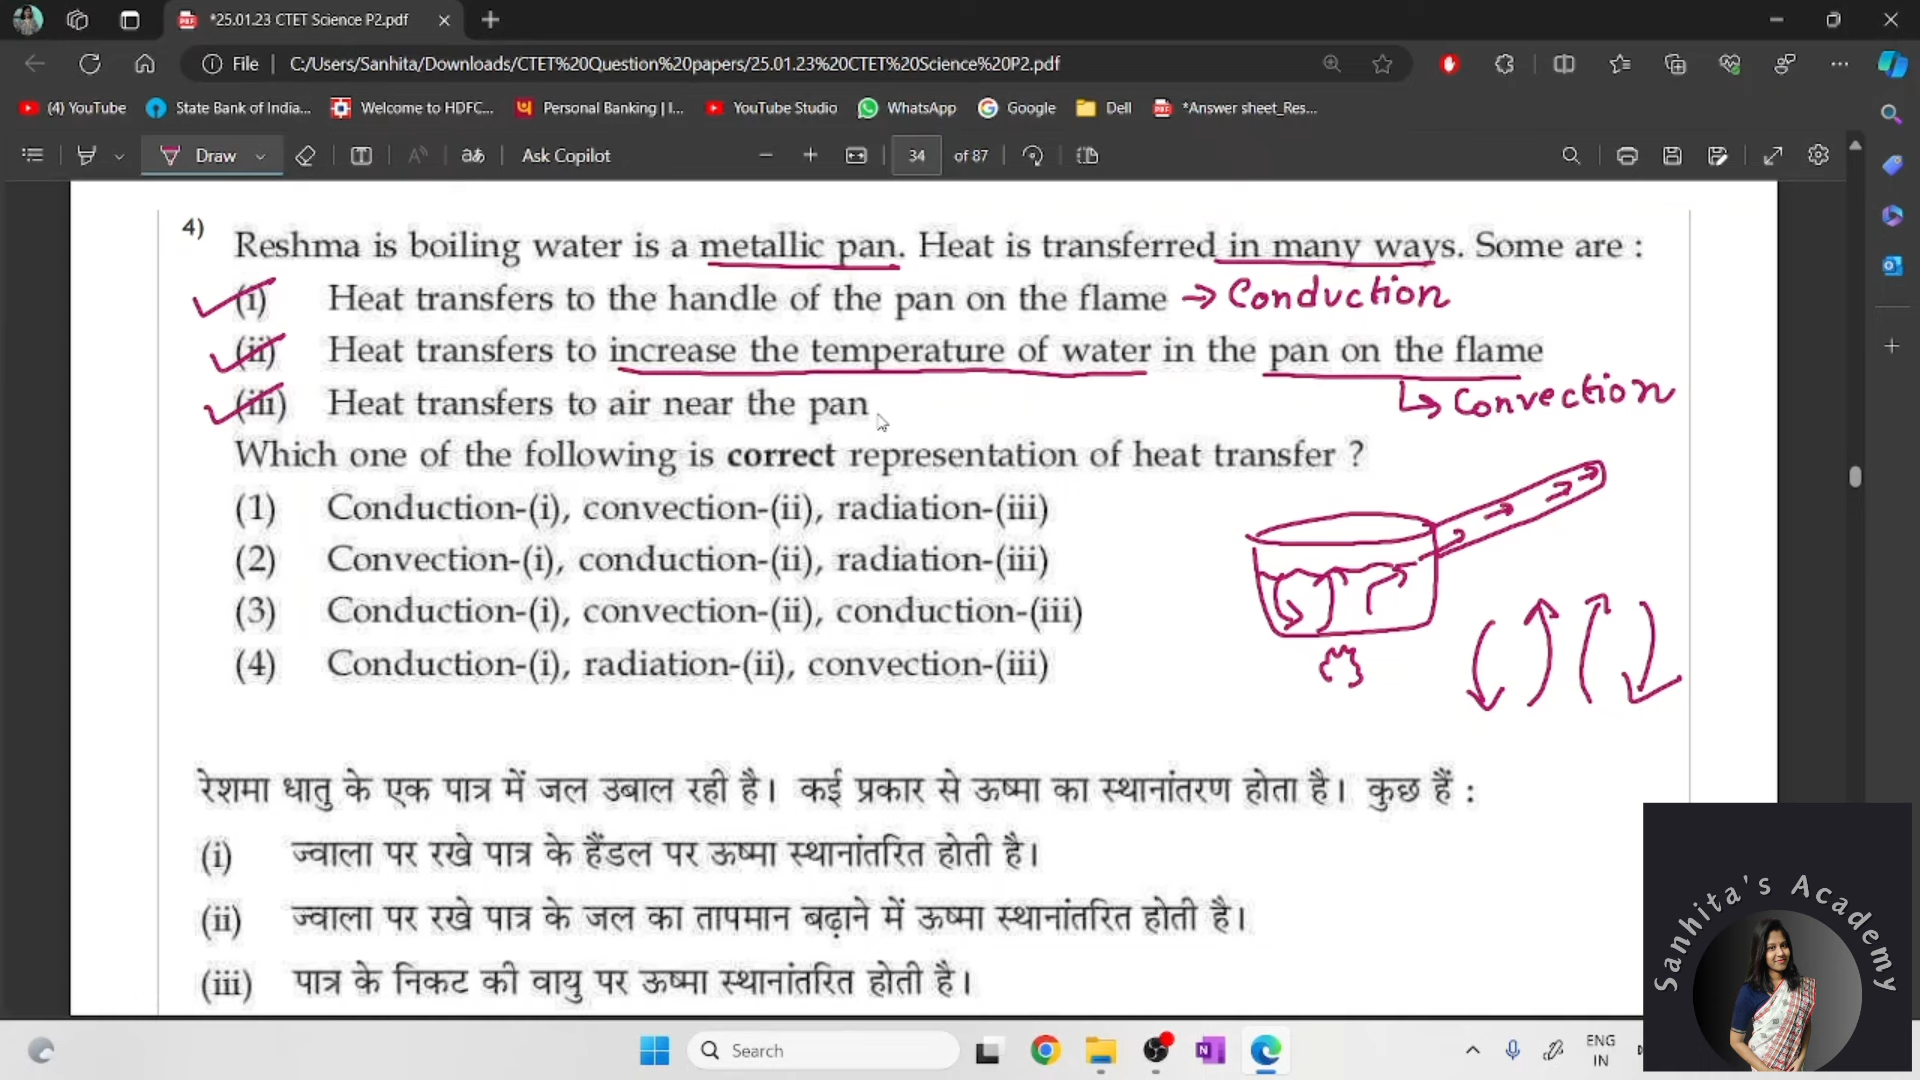 *25.01.23 CTET Science P2.pdf
File
C:/Users/Sanhita/Downloads/CTET%20Question%20papers/25.01.23%20CTET%20Science%20P2.pdf
(4) YouTube
State Bank of India...
Welcome to HDFC...
Personal Banking | I...
YouTube Studio
WhatsApp
Google
Dell
*Answer sheet_Res...
Draw
Ask Copilot
34 of 87
4) Reshma is boiling water is a metallic pan. Heat is transferred in many ways. Some are :
(i) Heat transfers to the handle of the pan on the flame → Conduction
(ii) Heat transfers to increase the temperature of water in the pan on the flame
↳ Convection
(iii) Heat transfers to air near the pan
Which one of the following is correct representation of heat transfer ?
(1) Conduction-(i), convection-(ii), radiation-(iii)
(2) Convection-(i), conduction-(ii), radiation-(iii)
(3) Conduction-(i), convection-(ii), conduction-(iii)
(4) Conduction-(i), radiation-(ii), convection-(iii)
रेशमा धातु के एक पात्र में जल उबाल रही है। कई प्रकार से ऊष्मा का स्थानांतरण होता है। कुछ हैं :
(i) ज्वाला पर रखे पात्र के हैंडल पर ऊष्मा स्थानांतरित होती है।
(ii) ज्वाला पर रखे पात्र के जल का तापमान बढ़ाने में ऊष्मा स्थानांतरित होती है।
(iii) पात्र के निकट की वायु पर ऊष्मा स्थानांतरित होती है।
Sanhita's Academy
Search
ENG
IN